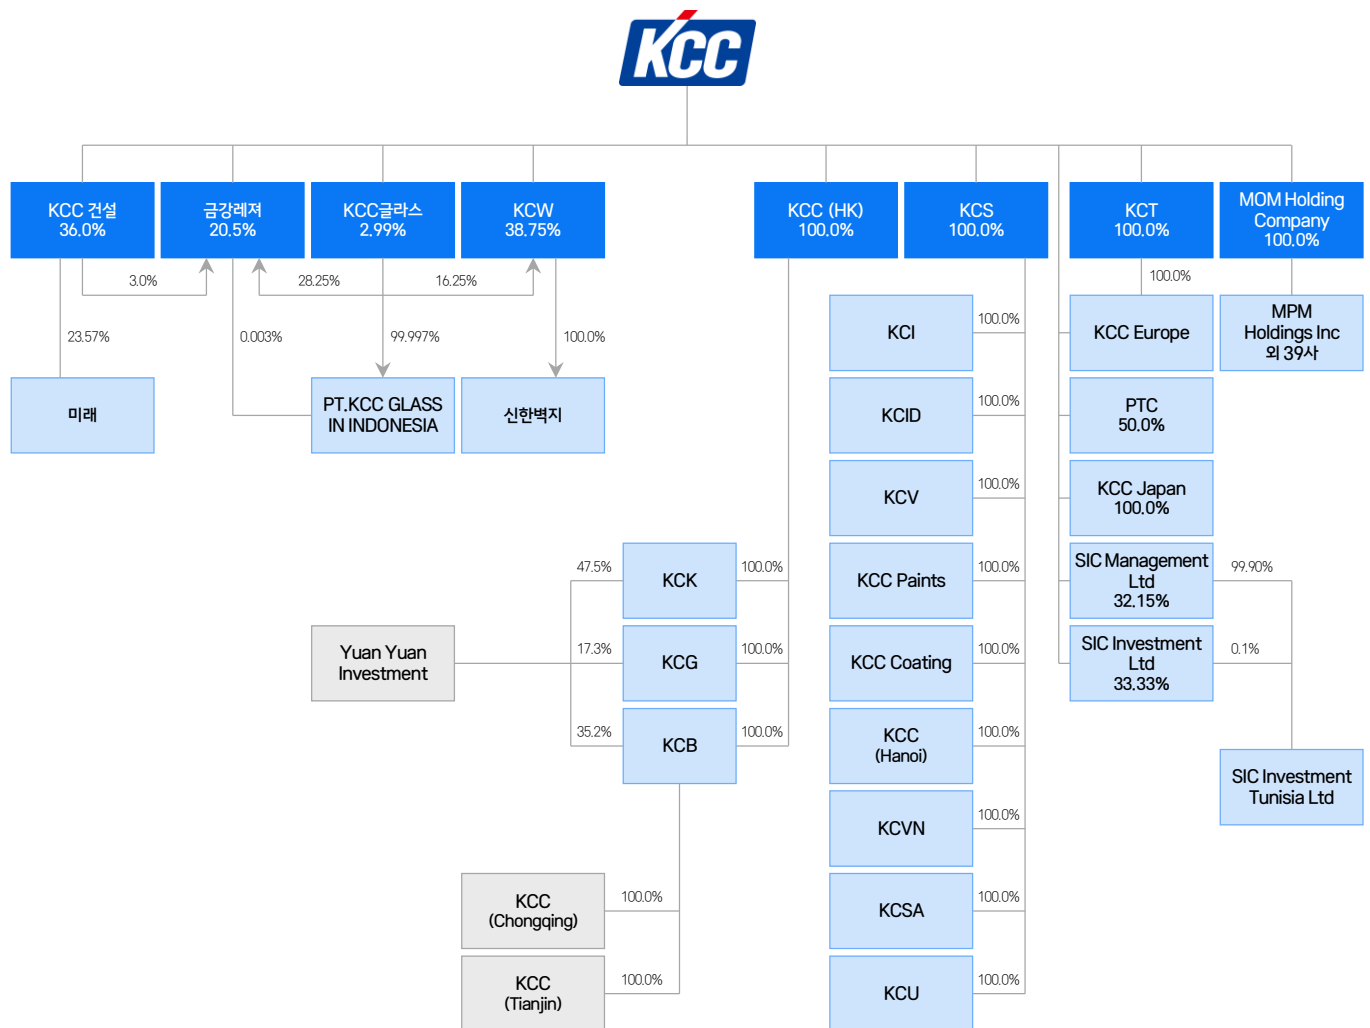 KCC
KCC 건설
36.0%
금강레져
20.5%
KCC글라스
2.99%
KCW
38.75%
KCC (HK)
100.0%
KCS
100.0%
KCT
100.0%
MOM Holding
Company
100.0%
3.0%
28.25%
16.25%
100.0%
23.57%
0.003%
99.997%
100.0%
미래
PT.KCC GLASS
IN INDONESIA
신한벽지
KCI
100.0%
KCC Europe
MPM
Holdings Inc
외 39사
KCID
100.0%
PTC
50.0%
KCV
100.0%
KCC Japan
100.0%
47.5%
KCK
100.0%
KCC Paints
100.0%
SIC Management
Ltd
32.15%
99.90%
Yuan Yuan
Investment
17.3%
KCG
100.0%
KCC Coating
100.0%
SIC Investment
Ltd
33.33%
0.1%
35.2%
KCB
100.0%
KCC
(Hanoi)
100.0%
SIC Investment
Tunisia Ltd
KCVN
100.0%
KCC
(Chongqing)
100.0%
KCSA
100.0%
KCC
(Tianjin)
100.0%
KCU
100.0%